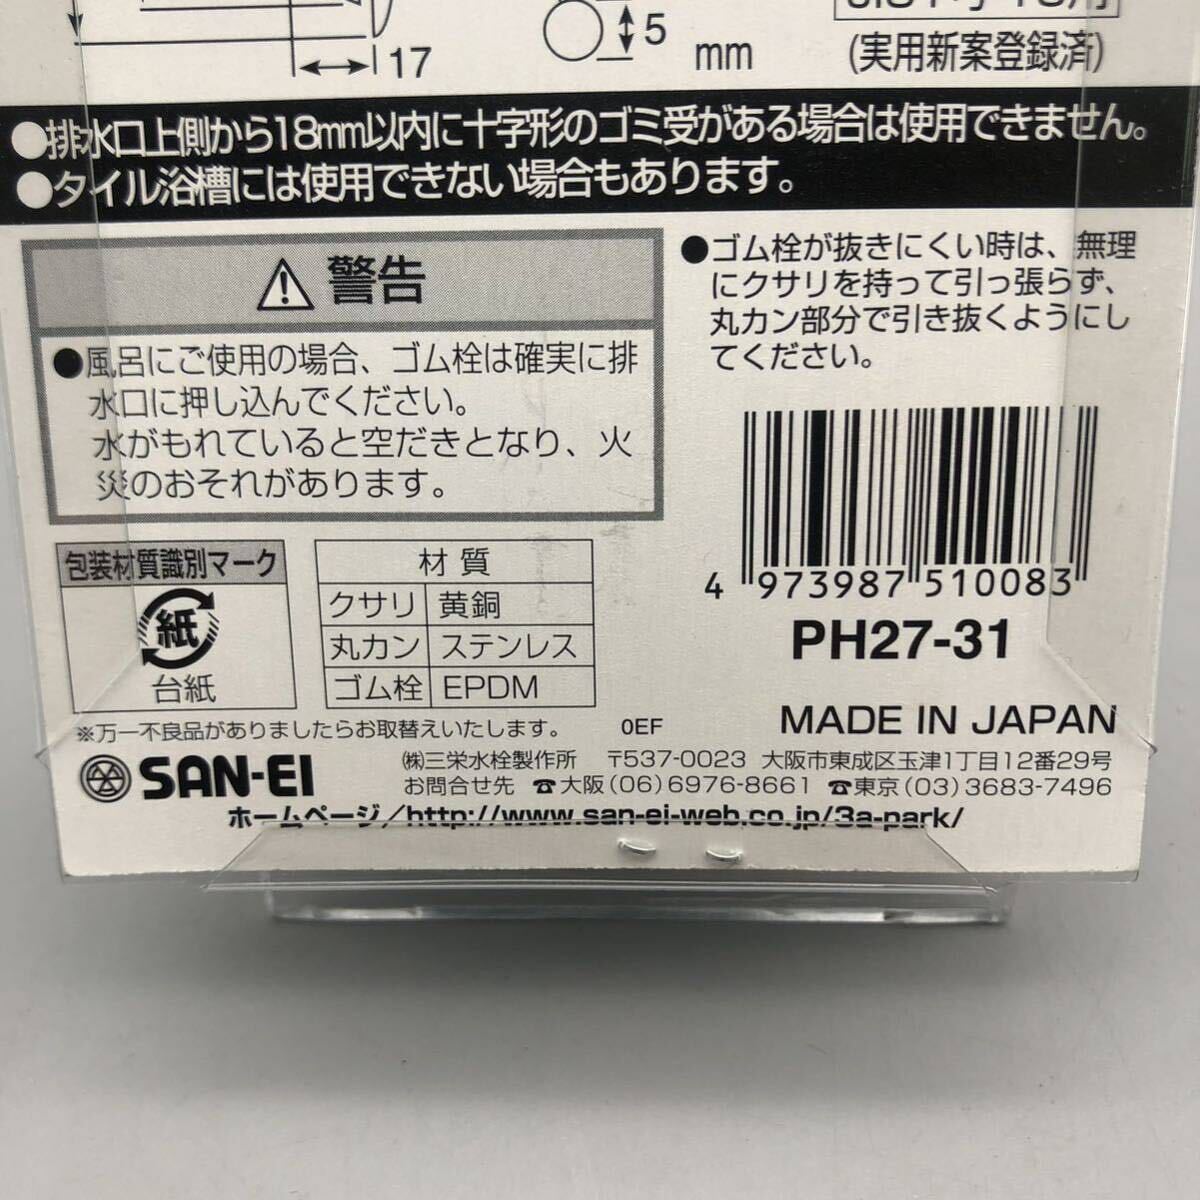 17
5
mm
(実用新案登録済)
●排水口上側から18mm以内に十字形のゴミ受がある場合は使用できません。
●タイル浴槽には使用できない場合もあります。
警告
●風呂にご使用の場合、ゴム栓は確実に排
水口に押し込んでください。
水がもれていると空だきとなり、火
災のおそれがあります。
●ゴム栓が抜きにくい時は、無理
にクサリを持って引っ張らず、
丸カン部分で引き抜くようにし
てください。
4 973987 510083
PH27-31
MADE IN JAPAN
包装材質識別マーク
紙
台紙
材質
クサリ 黄銅
丸カン ステンレス
ゴム栓 EPDM
※万一不良品がありましたらお取替えいたします。 0EF
SAN-EI
㈱三栄水栓製作所 〒537-0023 大阪市東成区玉津1丁目12番29号
お問合せ先 ☎大阪(06)6976-8661 ☎東京(03)3683-7496
ホームページ/http://www.san-ei-web.co.jp/3a-park/